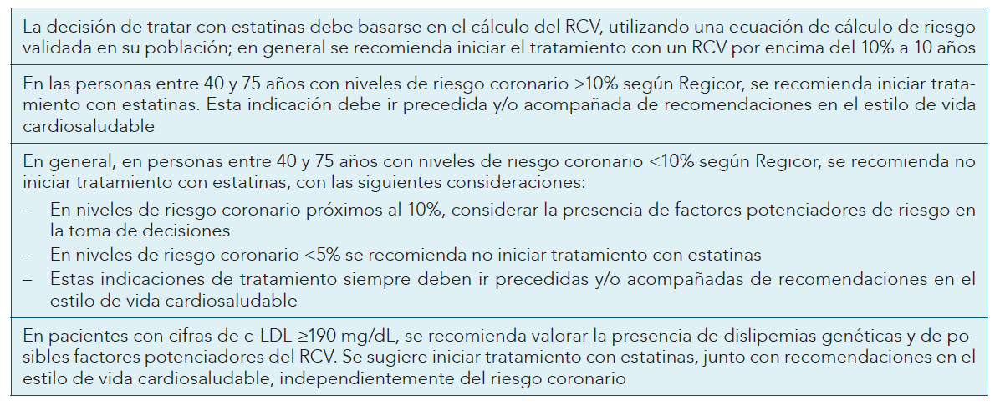 La decisión de tratar con estatinas debe basarse en el cálculo del RCV, utilizando una ecuación de cálculo de riesgo
validada en su población; en general se recomienda iniciar el tratamiento con un RCV por encima del 10% a 10 años
En las personas entre 40 y 75 años con niveles de riesgo coronario >10% según Regicor, se recomienda iniciar trata-
miento con estatinas. Esta indicación debe ir precedida y/o acompañada de recomendaciones en el estilo de vida
cardiosaludable
En general, en personas entre 40 y 75 años con niveles de riesgo coronario <10% según Regicor, se recomienda no
iniciar tratamiento con estatinas, con las siguientes consideraciones:
– En niveles de riesgo coronario próximos al 10%, considerar la presencia de factores potenciadores de riesgo en
la toma de decisiones
– En niveles de riesgo coronario <5% se recomienda no iniciar tratamiento con estatinas
– Estas indicaciones de tratamiento siempre deben ir precedidas y/o acompañadas de recomendaciones en el
estilo de vida cardiosaludable
En pacientes con cifras de c-LDL ≥190 mg/dL, se recomienda valorar la presencia de dislipemias genéticas y de po-
sibles factores potenciadores del RCV. Se sugiere iniciar tratamiento con estatinas, junto con recomendaciones en el
estilo de vida cardiosaludable, independientemente del riesgo coronario